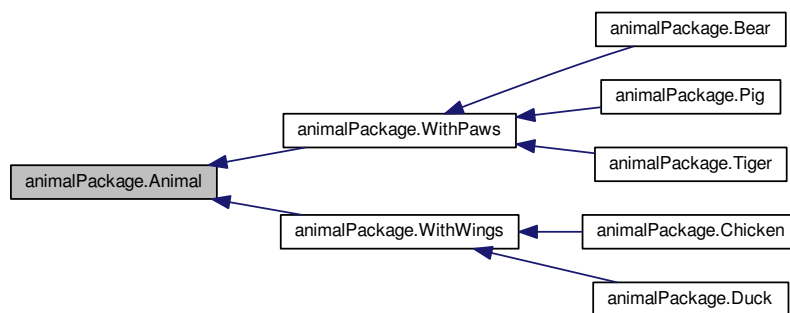 animalPackage.Bear
animalPackage.Pig
animalPackage.WithPaws
animalPackage.Tiger
animalPackage.Animal
animalPackage.WithWings
animalPackage.Chicken
animalPackage.Duck